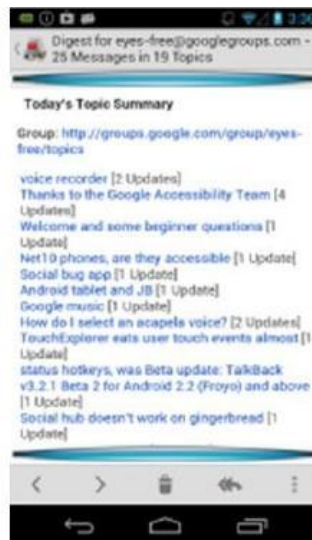 3:36
Digest for eyes-free@googlegroups.com -
25 Messages in 19 Topics
Today's Topic Summary
Group: http://groups.google.com/group/eyes-
free/topics
voice recorder [2 Updates]
Thanks to the Google Accessibility Team [4
Updates]
Welcome and some beginner questions [1
Update]
Net10 phones, are they accessible [1 Update]
Social bug app [1 Update]
Android tablet and JB [1 Update]
Google music [1 Update]
How do I select an acapela voice? [2 Updates]
TouchExplorer eats user touch events almost [1
Update]
status hotkeys, was Beta update: TalkBack
v3.2.1 Beta 2 for Android 2.2 (Froyo) and above
[1 Update]
Social hub doesn't work on gingerbread [1
Update]